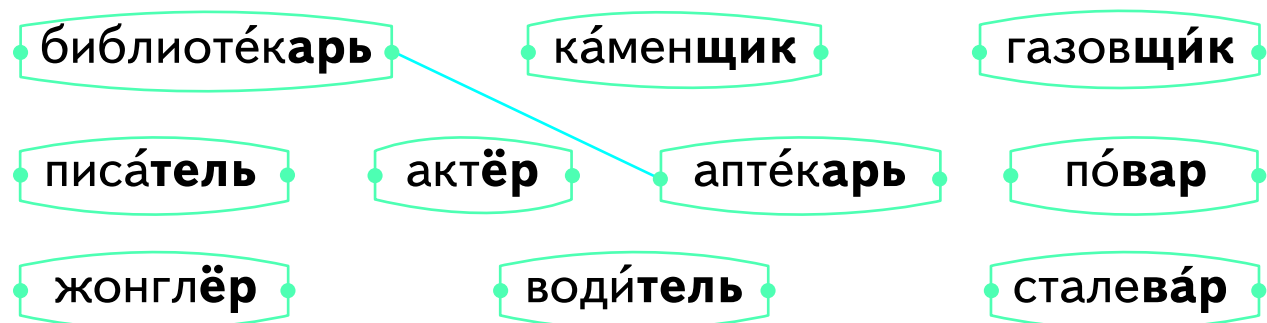 библиоте́карь ка́менщик газовщи́к
писа́тель актёр апте́карь по́вар
жонглёр води́тель сталева́р